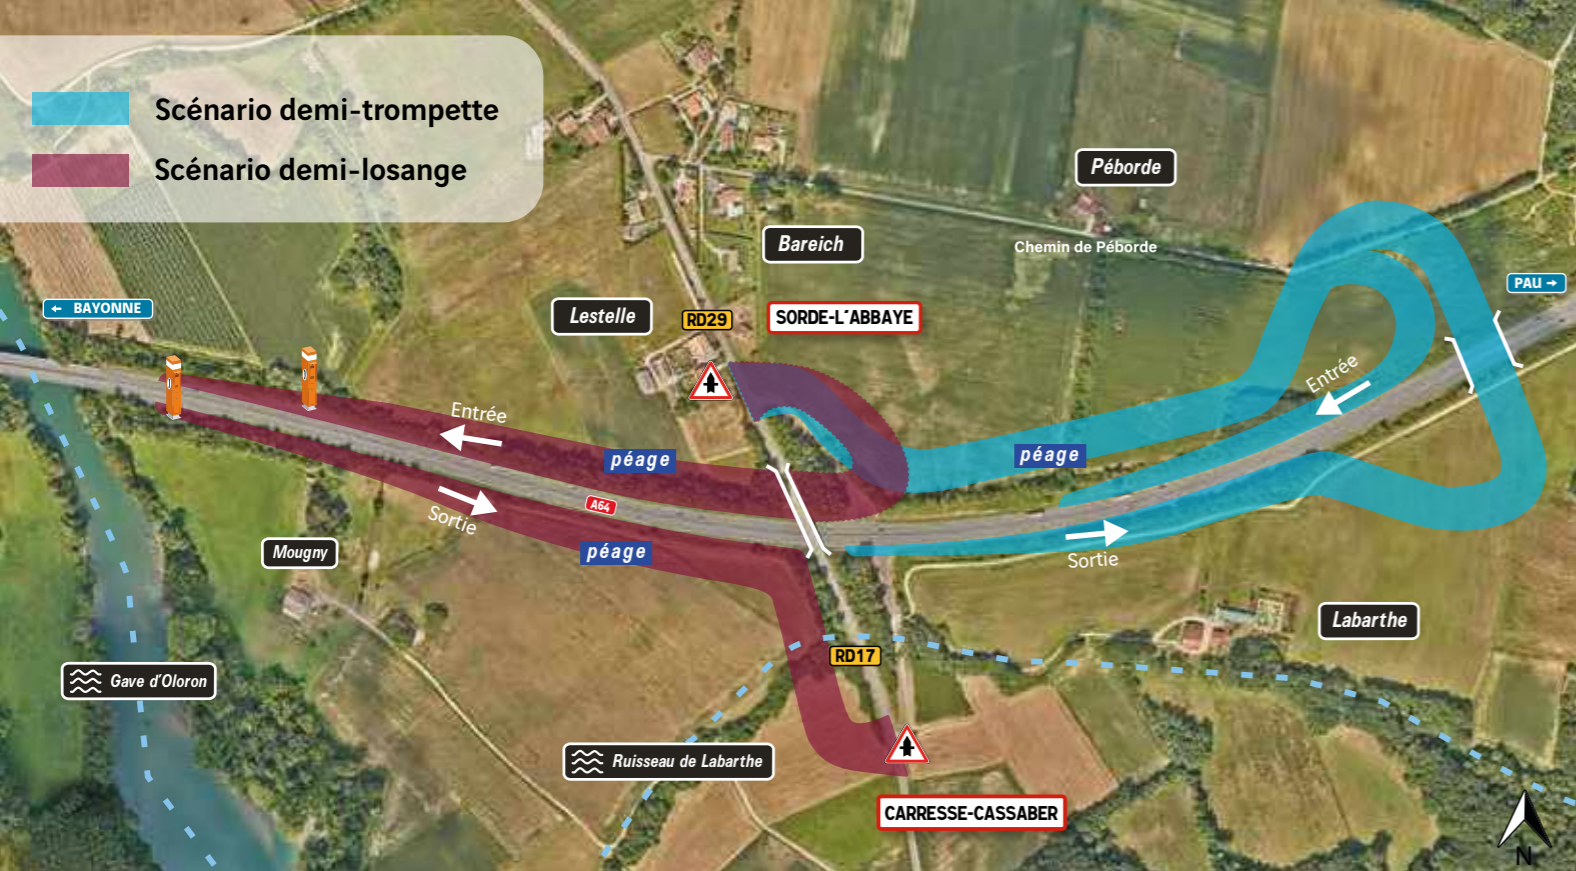 Scénario demi-trompette
Scénario demi-losange
Péborde
Bareich
Chemin de Péborde
← BAYONNE
PAU →
Lestelle
RD29
SORDE-L'ABBAYE
Entrée
Entrée
péage
péage
A64
Sortie
péage
Sortie
Mougny
Labarthe
RD17
Gave d'Oloron
Ruisseau de Labarthe
CARRESSE-CASSABER
N